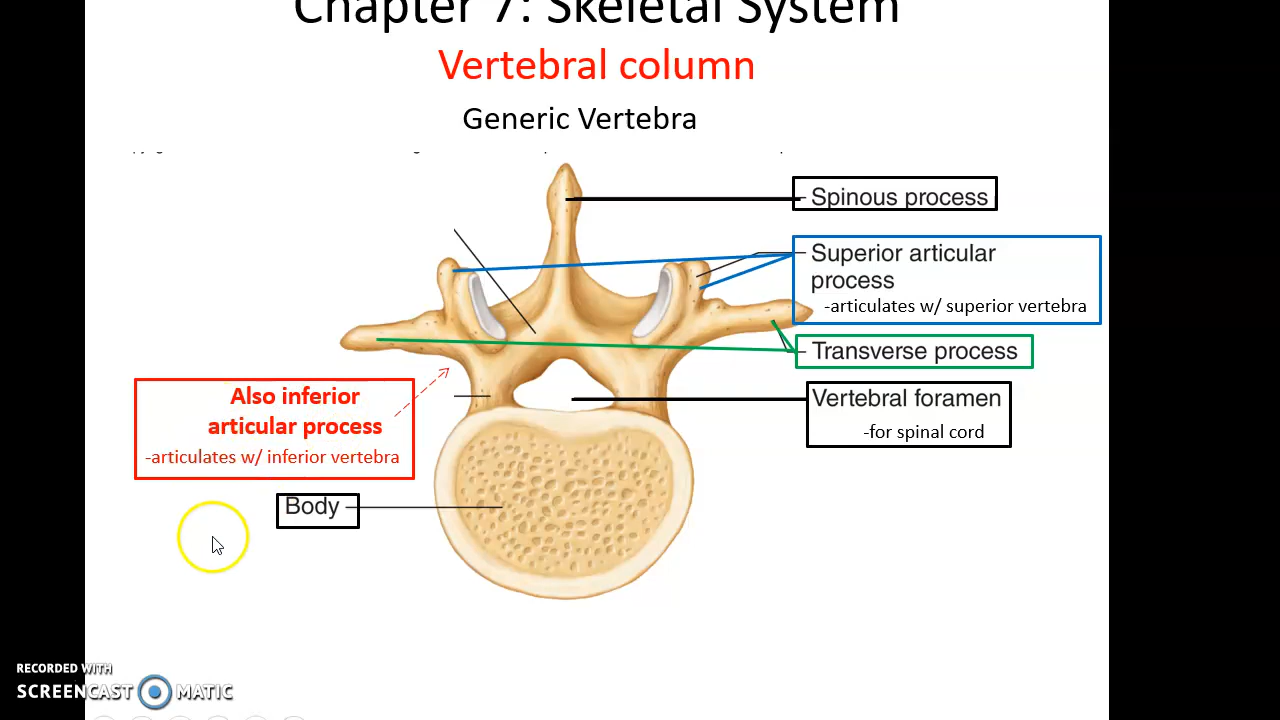 Chapter 7: Skeletal System
Vertebral column
Generic Vertebra
Spinous process
Superior articular
process
-articulates w/ superior vertebra
Transverse process
Vertebral foramen
-for spinal cord
Also inferior
articular process
-articulates w/ inferior vertebra
Body
RECORDED WITH
SCREENCAST MATIC